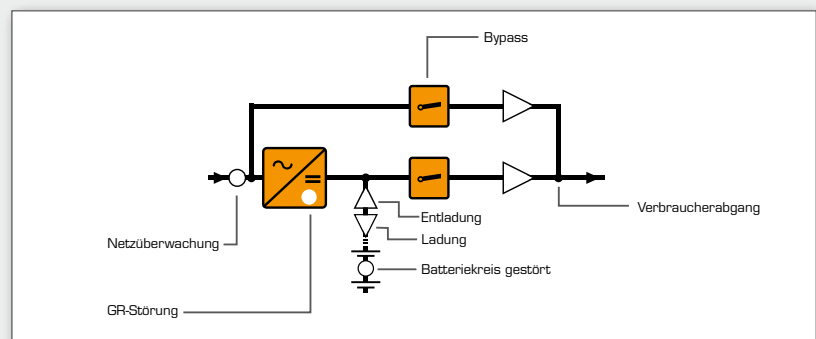 Bypass
Verbraucherabgang
Entladung
Ladung
Netzüberwachung
Batteriekreis gestört
GR-Störung